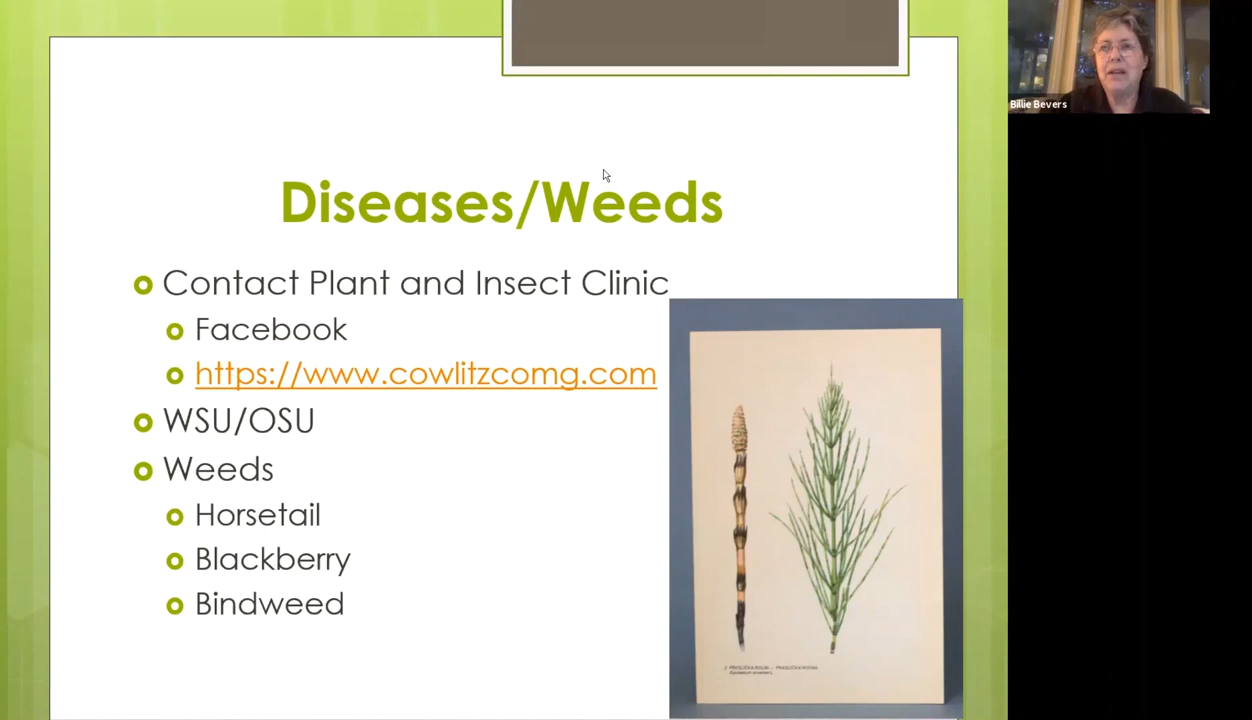 Diseases/Weeds
Contact Plant and Insect Clinic
Facebook
https://www.cowlitzcomg.com
WSU/OSU
Weeds
Horsetail
Blackberry
Bindweed
Billie Bevers